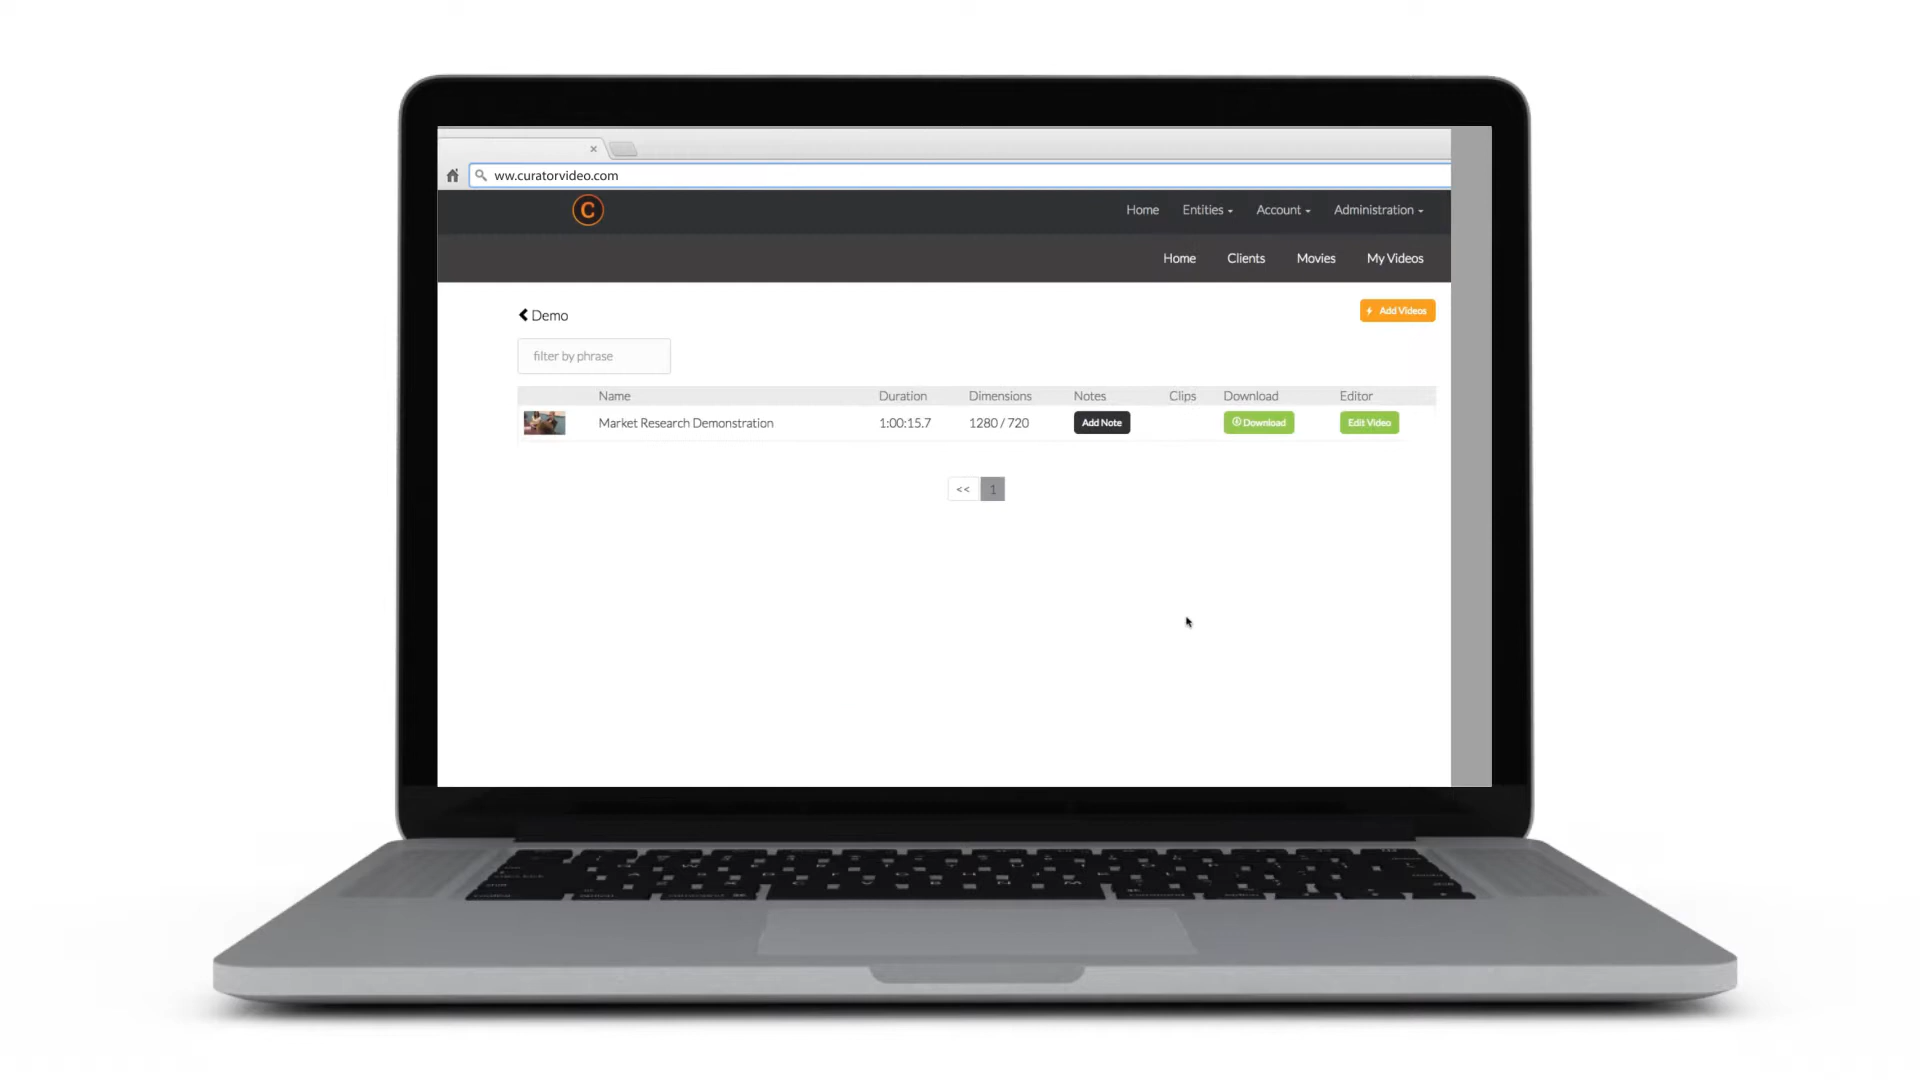 ww.curatorvideo.com
C
Home Entities Account Administration
Home Clients Movies My Videos
Demo
Add Videos
filter by phrase
Name Duration Dimensions Notes Clips Download Editor
Market Research Demonstration 1:00:15.7 1280 / 720 Add Note Download Edit Video
<< 1